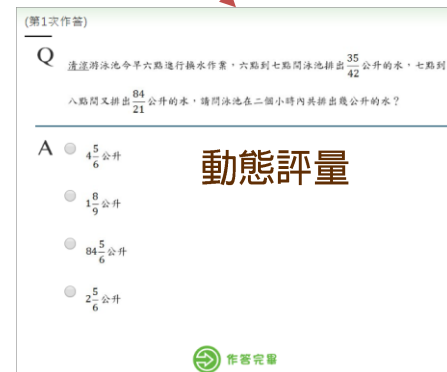 (第1次作答)
Q 清涇游泳池今早六點進行換水作業，六點到七點間泳池排出35/42公升的水，七點到
八點間又排出84/21公升的水，請問泳池在二個小時內共排出幾公升的水？
A 4 5/6公升
動態評量
1 8/9公升
84 5/6公升
2 5/6公升
作答完畢